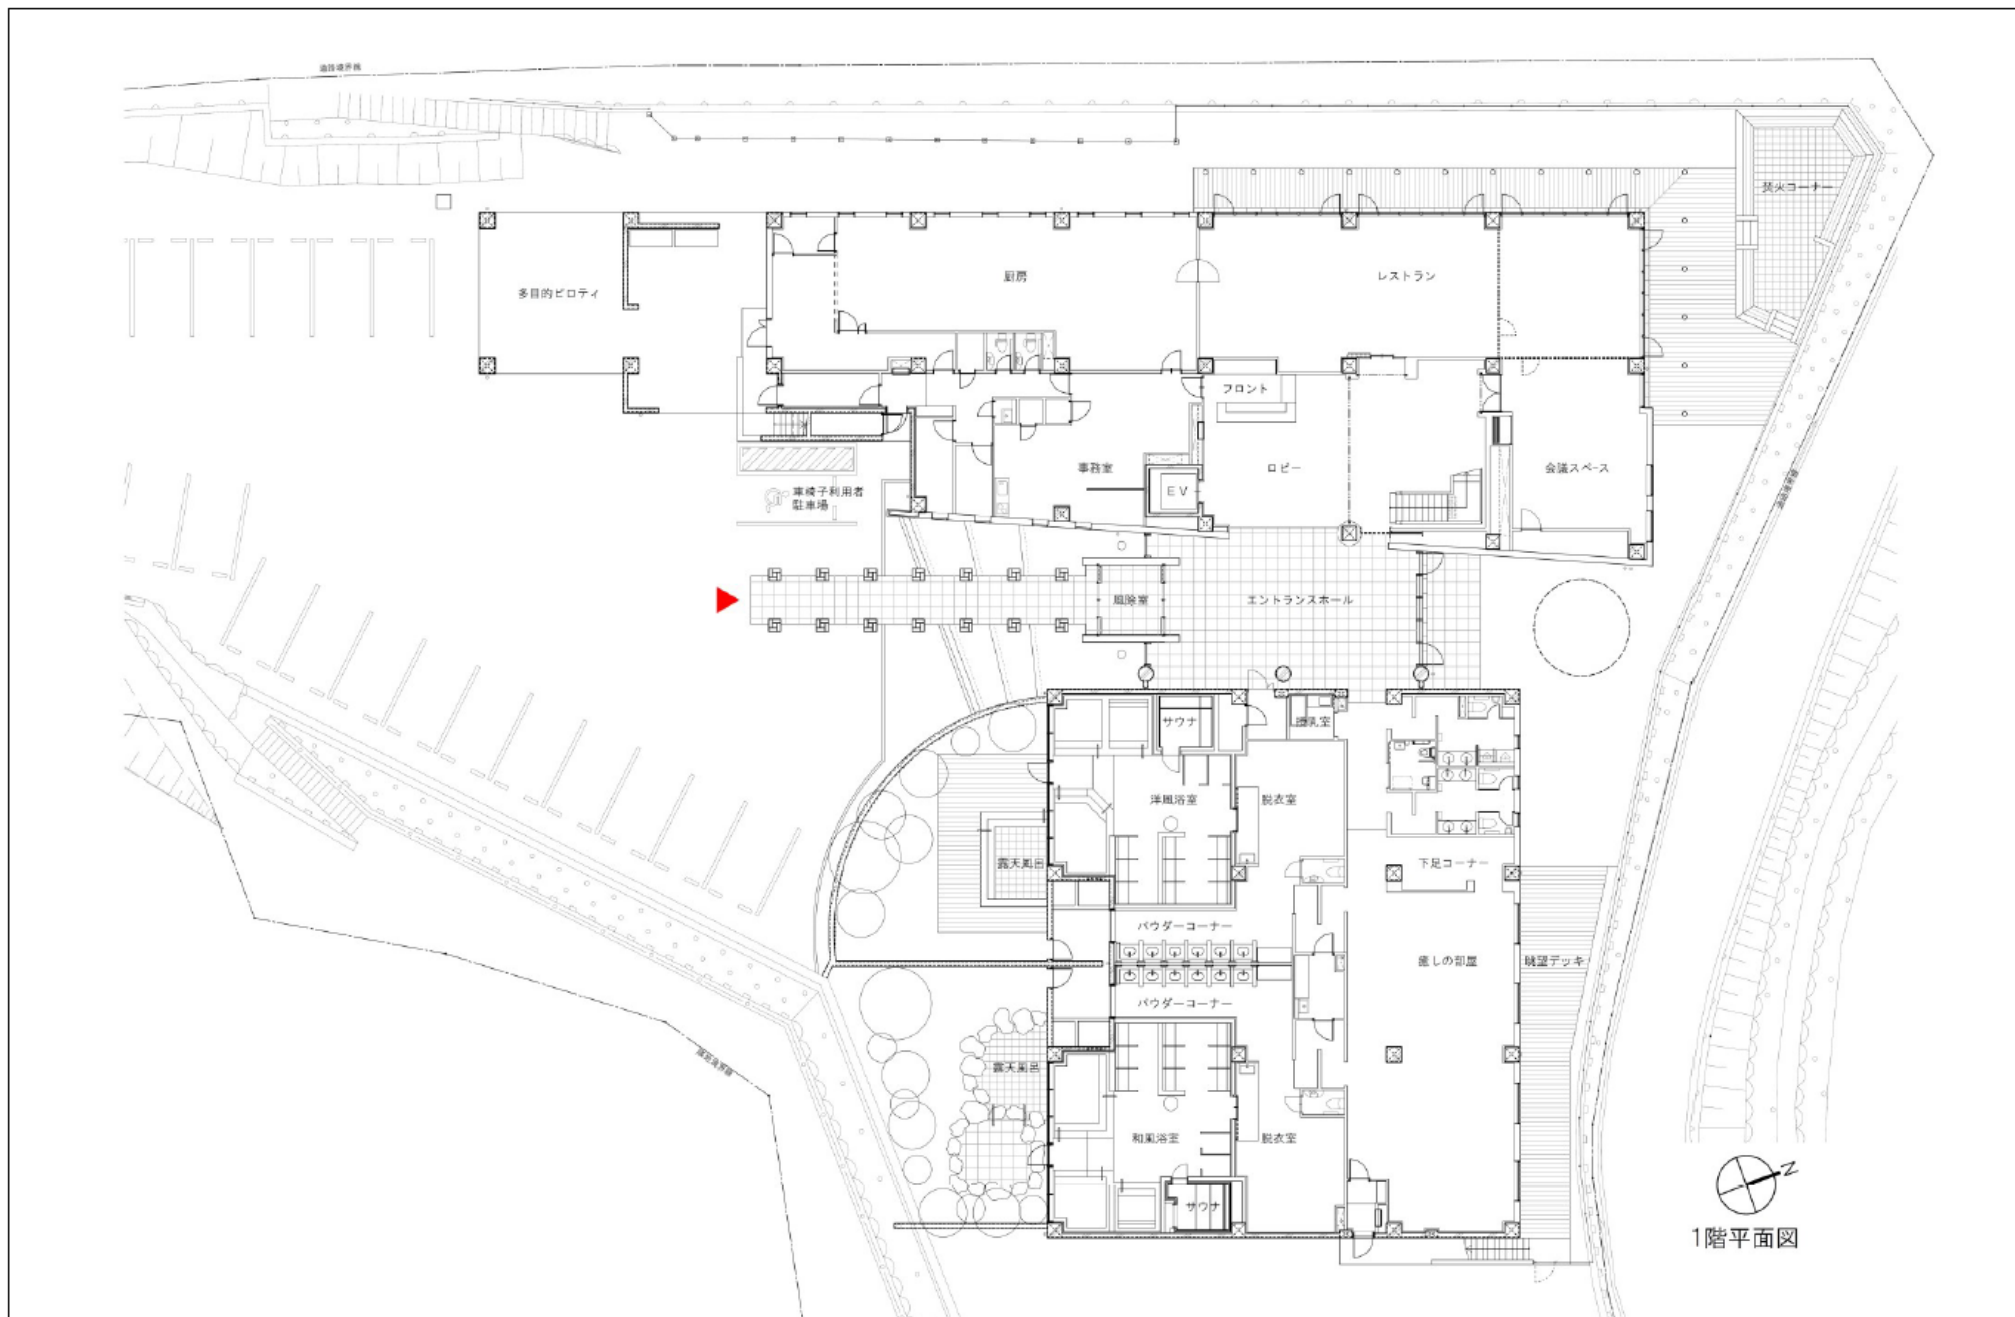 道路境界線
焚火コーナー
厨房
レストラン
多目的ピロティ
フロント
事務室
ロビー
会議スペース
EV
車椅子利用者
駐車場
風除室
エントランスホール
サウナ
授乳室
洋風浴室
脱衣室
露天風呂
下足コーナー
パウダーコーナー
癒しの部屋
眺望デッキ
パウダーコーナー
露天風呂
和風浴室
脱衣室
サウナ
N
1階平面図